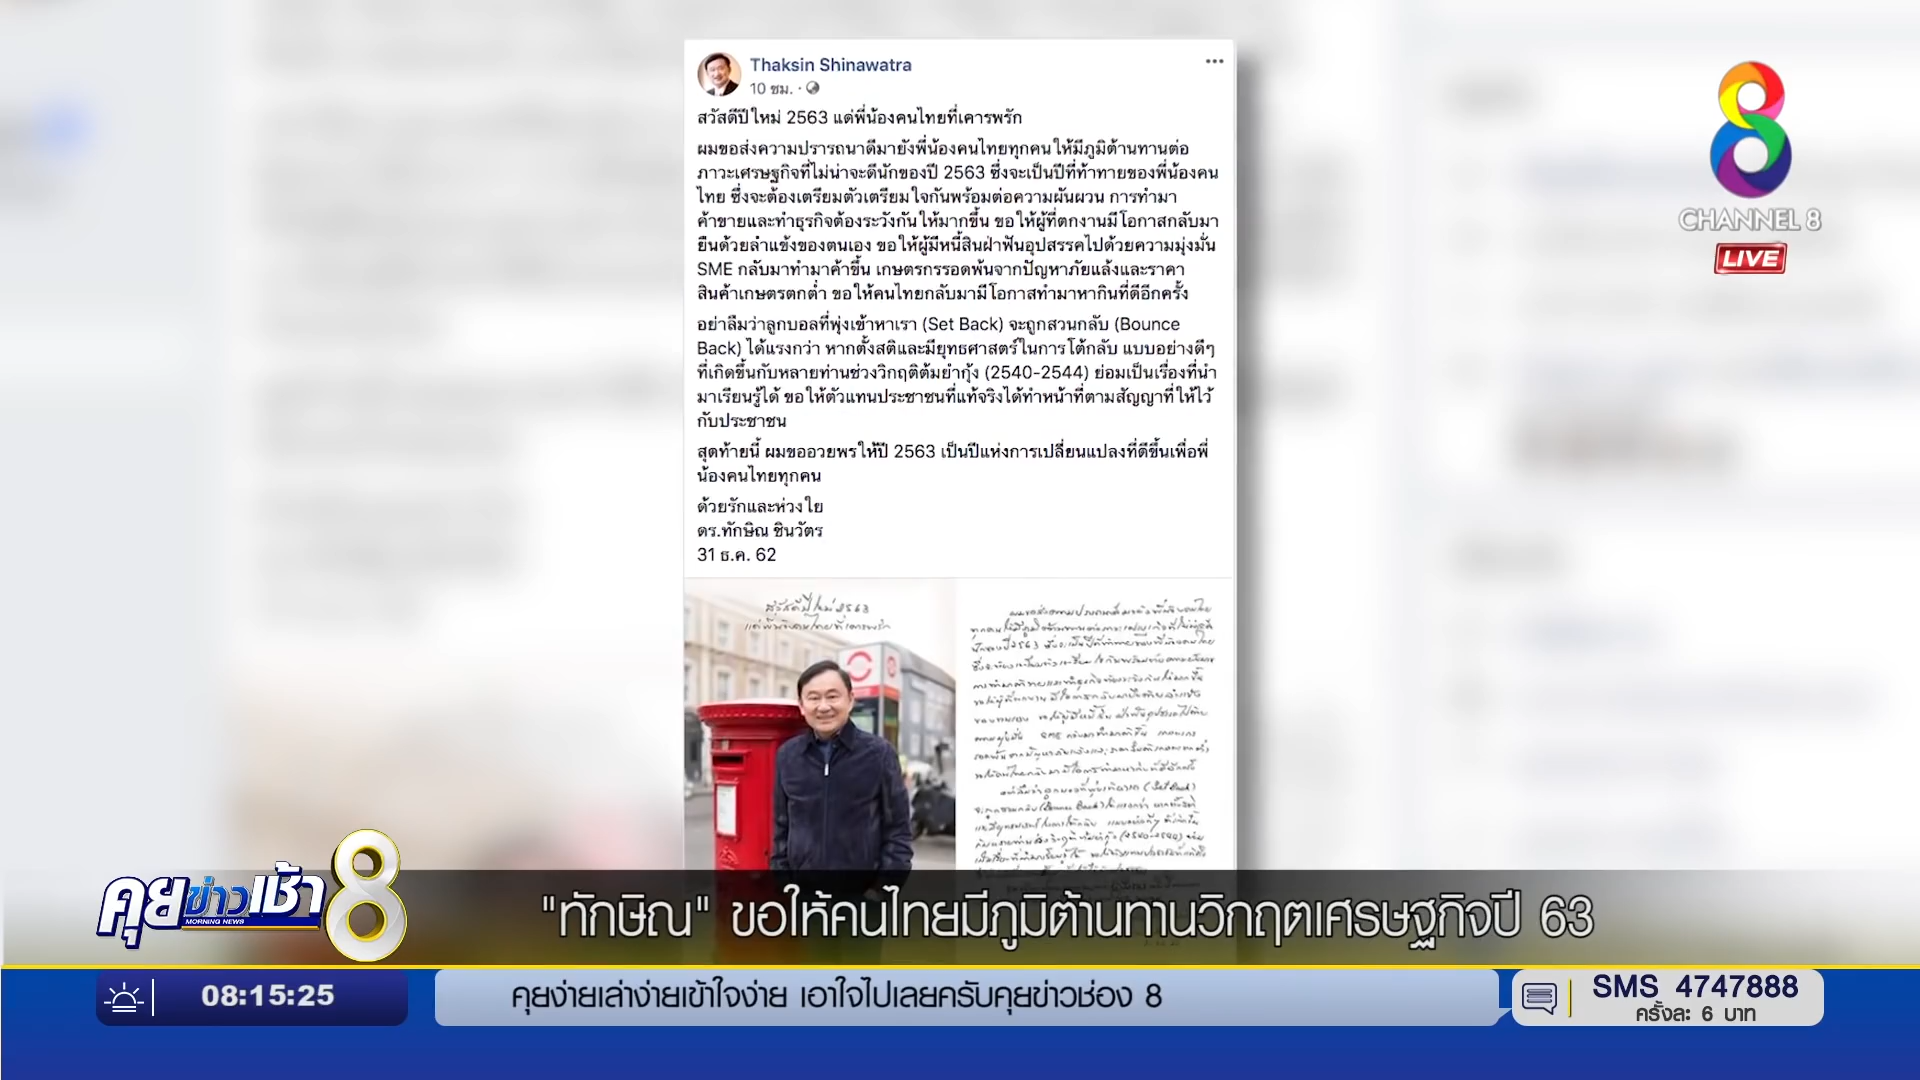 Thaksin Shinawatra
10 ชม. ·
สวัสดีปีใหม่ 2563 แด่พี่น้องคนไทยที่เคารพรัก
ผมขอส่งความปรารถนาดีมายังพี่น้องคนไทยทุกคน ให้มีภูมิต้านทานต่อ
ภาวะเศรษฐกิจที่ไม่น่าจะดีนักของปี 2563 ซึ่งจะเป็นปีที่ท้าทายของพี่น้องคน
ไทย ซึ่งจะต้องเตรียมตัวเตรียมใจกันพร้อมต่อความผันผวน การทำมา
ค้าขายและทำธุรกิจต้องระวังกันให้มากขึ้น ขอให้ผู้ที่ตกงานมีโอกาสกลับมา
ยืนด้วยลำแข้งของตนเอง ขอให้ผู้มีหนี้สินฝ่าฟันอุปสรรคไปด้วยความมุ่งมั่น
SME กลับมาทำมาค้าขึ้น เกษตรกรรอดพ้นจากปัญหาภัยแล้งและราคา
สินค้าเกษตรตกต่ำ ขอให้คนไทยกลับมามีโอกาสทำมาหากินที่ดีอีกครั้ง
อย่าลืมว่าลูกบอลที่พุ่งเข้าหาเรา (Set Back) จะถูกสวนกลับ (Bounce
Back) ได้แรงกว่า หากตั้งสติและมียุทธศาสตร์ในการโต้กลับ แบบอย่างดีๆ
ที่เกิดขึ้นกับหลายท่านช่วงวิกฤติต้มยำกุ้ง (2540-2544) ย่อมเป็นเรื่องที่นำ
มาเรียนรู้ได้ ขอให้ตัวแทนประชาชนที่แท้จริงได้ทำหน้าที่ตามสัญญาที่ให้ไว้
กับประชาชน
สุดท้ายนี้ ผมขออวยพรให้ปี 2563 เป็นปีแห่งการเปลี่ยนแปลงที่ดีขึ้นเพื่อพี่
น้องคนไทยทุกคน
ด้วยรักและห่วงใย
ดร.ทักษิณ ชินวัตร
31 ธ.ค. 62
สวัสดีปีใหม่ 2563
แด่พี่น้องคนไทยที่เคารพรัก
CHANNEL 8
LIVE
คุยข่าวเช้า 8
MORNING NEWS
"ทักษิณ" ขอให้คนไทยมีภูมิต้านทานวิกฤตเศรษฐกิจปี 63
08:15:25
คุยง่ายเล่าง่ายเข้าใจง่าย เอาใจไปเลยครับคุยข่าวช่อง 8
SMS 4747888
ครั้งละ 6 บาท